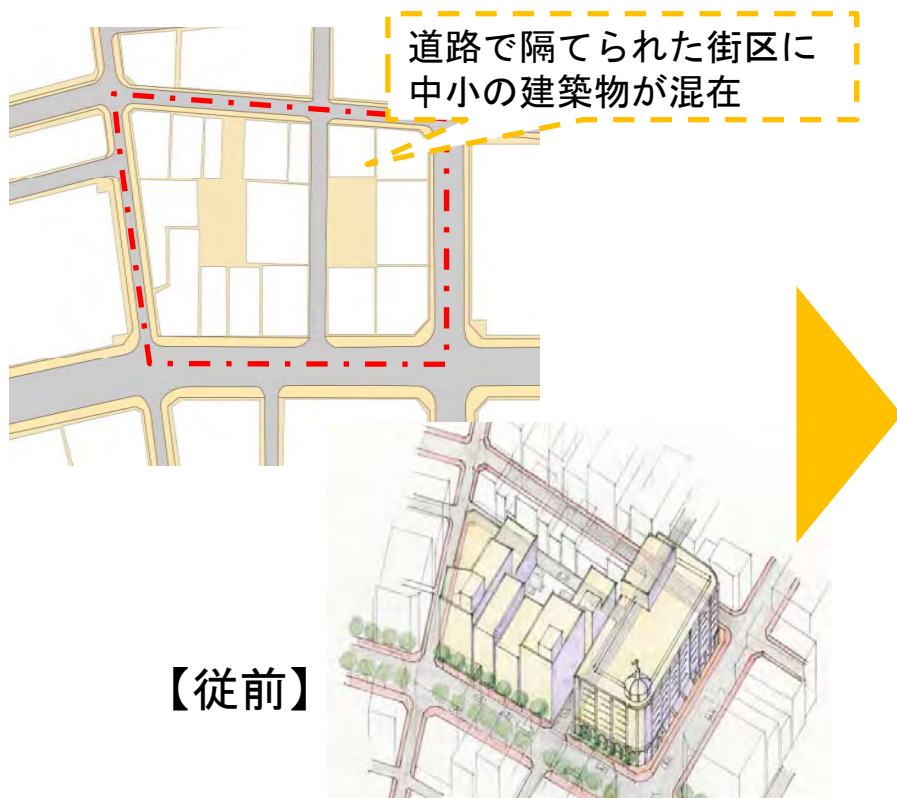 道路で隔てられた街区に
中小の建築物が混在
【従前】